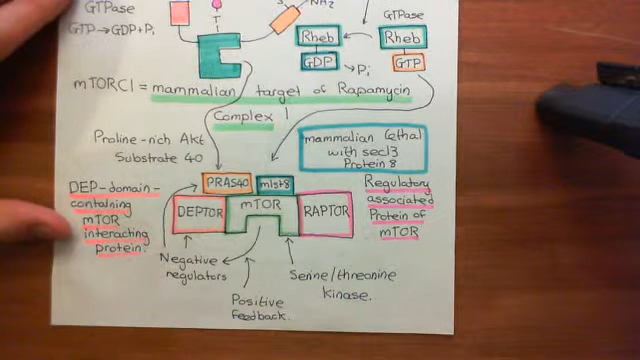 GTPase
GTP→GDP+Pi
T
NH2
GTPase
Rheb
GDP
→Pi
Rheb
GTP
mTORC1 = mammalian target of Rapamycin
Complex 1
Proline-rich Akt
Substrate 40
mammalian lethal
with sec13
Protein 8
PRAS40
mlst8
DEPTOR
mTOR
RAPTOR
DEP-domain-
containing
mTOR
interacting
protein.
Regulatory
associated
Protein of
mTOR
Negative
regulators
Positive
Feedback.
Serine/threonine
kinase.